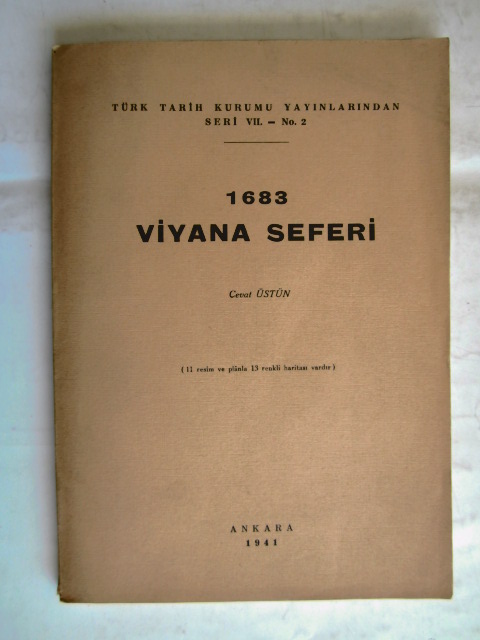 TÜRK TARİH KURUMU YAYINLARINDAN
SERİ VII. — No. 2
1683
VİYANA SEFERİ
Cevat ÜSTÜN
( 11 resim ve plânla 13 renkli haritası vardır )
ANKARA
1941